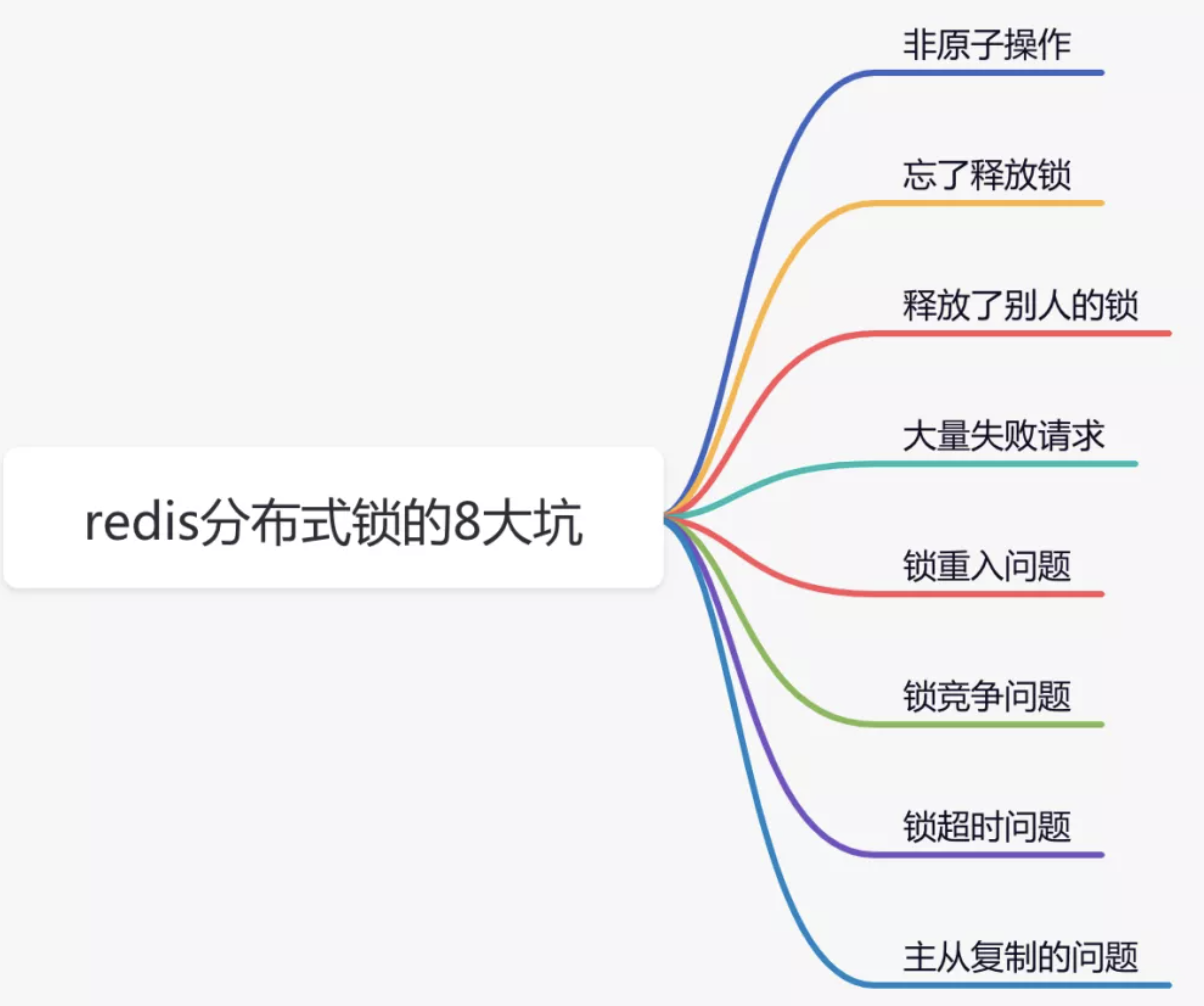 redis分布式锁的8大坑
非原子操作
忘了释放锁
释放了别人的锁
大量失败请求
锁重入问题
锁竞争问题
锁超时问题
主从复制的问题